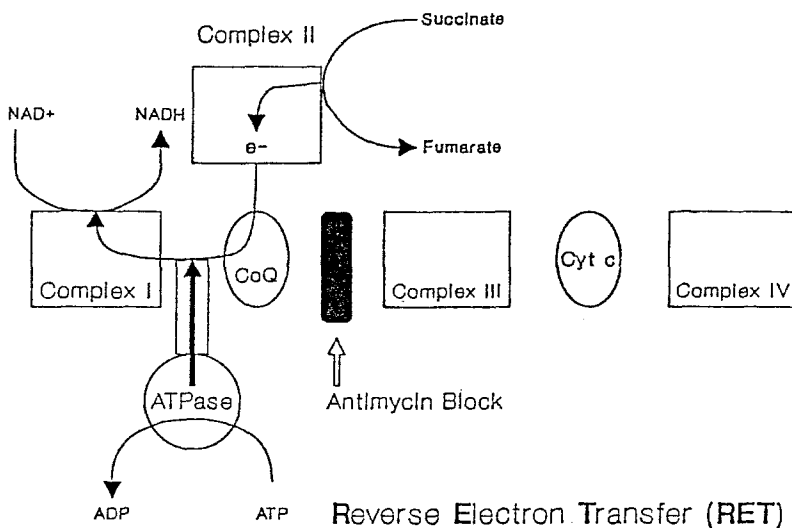 Complex II
Succinate
NAD+
NADH
e-
Fumarate
Complex I
CoQ
Complex III
Cyt c
Complex IV
ATPase
Antimycin Block
ADP
ATP
Reverse Electron Transfer (RET)